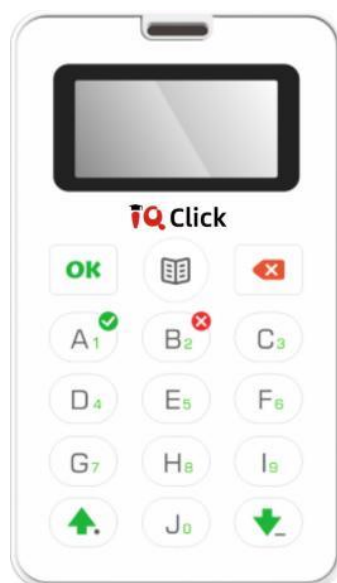 iQ Click
OK
A1 B2 C3
D4 E5 F6
G7 H8 I9
. J0 _